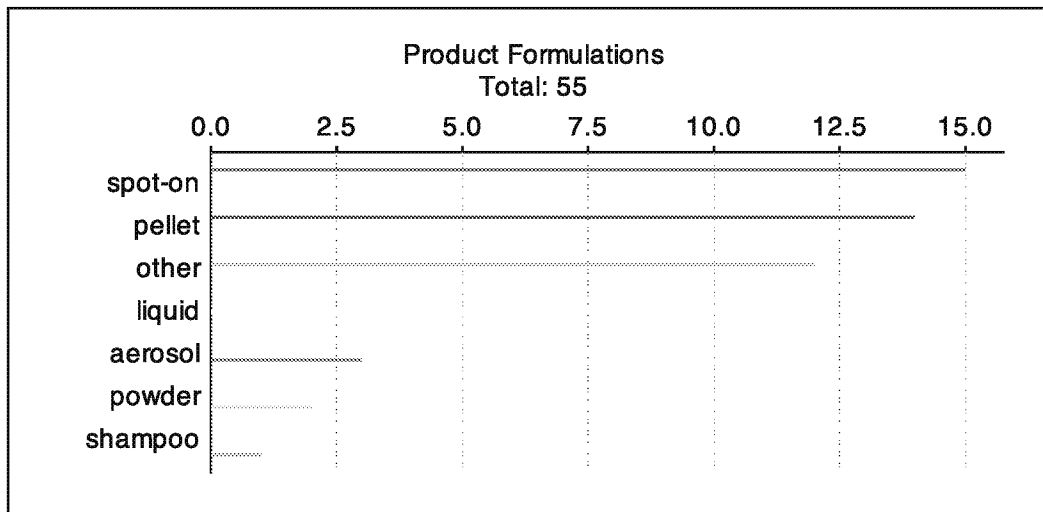 Product Formulations
Total: 55
0.0 2.5 5.0 7.5 10.0 12.5 15.0
spot-on
pellet
other
liquid
aerosol
powder
shampoo